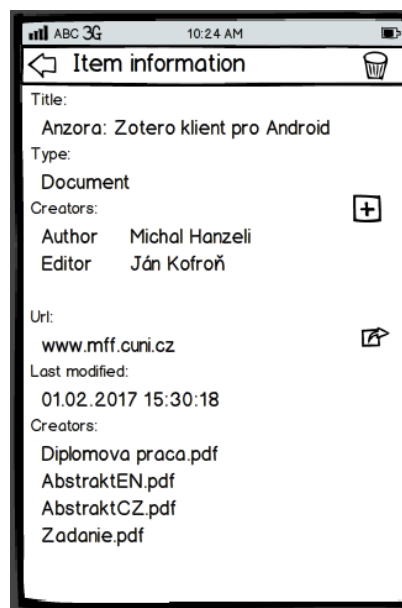 ABC 3G 10:24 AM
Item information
Title:
Anzora: Zotero klient pro Android
Type:
Document
Creators:
Author Michal Hanzeli
Editor Ján Kofroň
Url:
www.mff.cuni.cz
Last modified:
01.02.2017 15:30:18
Creators:
Diplomova praca.pdf
AbstraktEN.pdf
AbstraktCZ.pdf
Zadanie.pdf